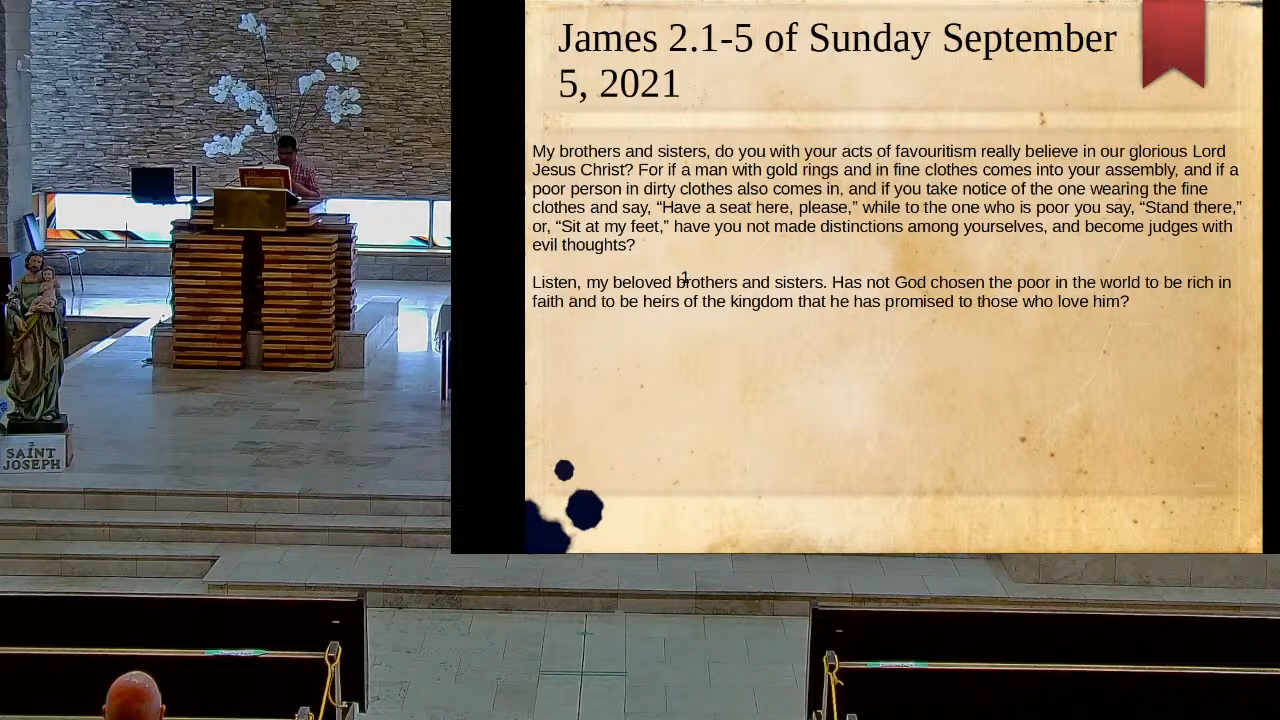 James 2.1-5 of Sunday September
5, 2021
My brothers and sisters, do you with your acts of favouritism really believe in our glorious Lord
Jesus Christ? For if a man with gold rings and in fine clothes comes into your assembly, and if a
poor person in dirty clothes also comes in, and if you take notice of the one wearing the fine
clothes and say, “Have a seat here, please,” while to the one who is poor you say, “Stand there,”
or, “Sit at my feet,” have you not made distinctions among yourselves, and become judges with
evil thoughts?
1
Listen, my beloved brothers and sisters. Has not God chosen the poor in the world to be rich in
faith and to be heirs of the kingdom that he has promised to those who love him?
SAINT
JOSEPH